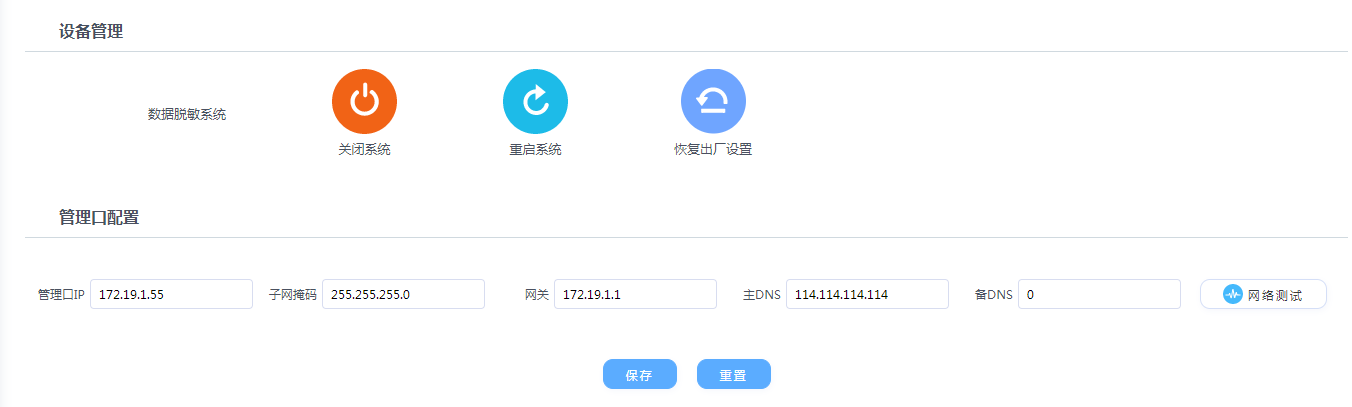 设备管理
数据脱敏系统
关闭系统
重启系统
恢复出厂设置
管理口配置
管理口IP 172.19.1.55 子网掩码 255.255.255.0 网关 172.19.1.1 主DNS 114.114.114.114 备DNS 0 网络测试
保存 重置